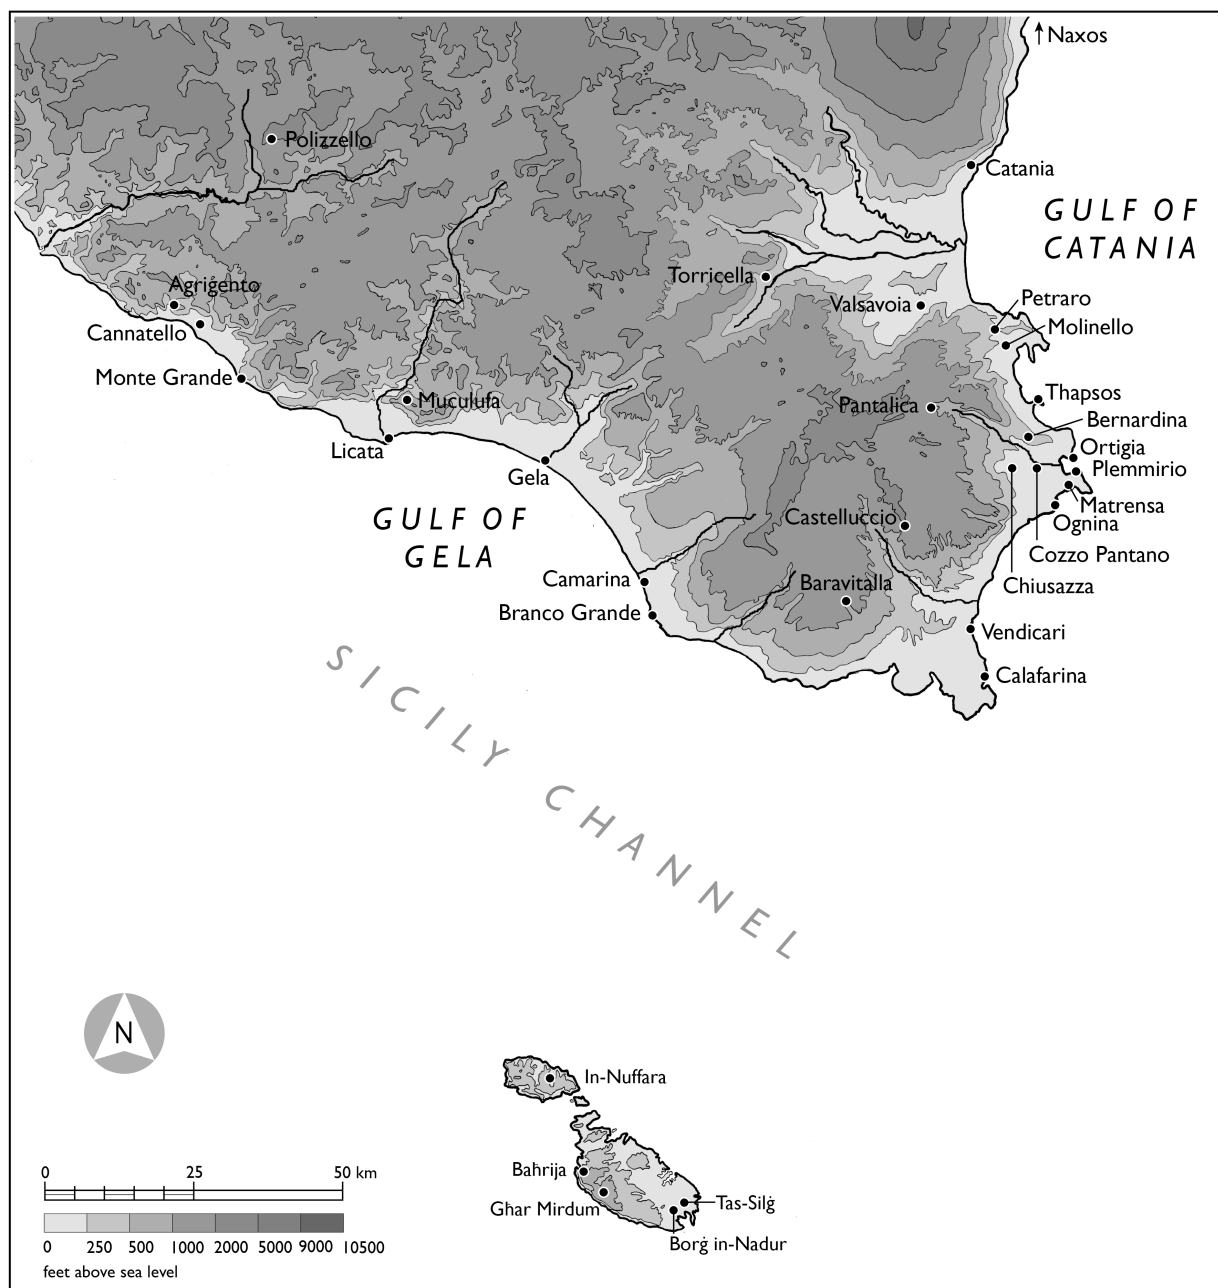 Naxos
Polizzello
Catania
GULF OF
CATANIA
Torricella
Agrigento
Valsavoia
Petraro
Cannatello
Molinello
Monte Grande
Muculufa
Thapsos
Pantalica
Bernardina
Licata
Ortigia
Gela
Plemmirio
Matrensa
GULF OF
GELA
Castelluccio
Ognina
Cozzo Pantano
Camarina
Baravitalla
Chiusazza
Branco Grande
Vendicari
Calafarina
SICILY CHANNEL
N
In-Nuffara
Bahrija
Ghar Mirdum
Tas-Silġ
Borġ in-Nadur
0 25 50 km
0 250 500 1000 2000 5000 9000 10500
feet above sea level